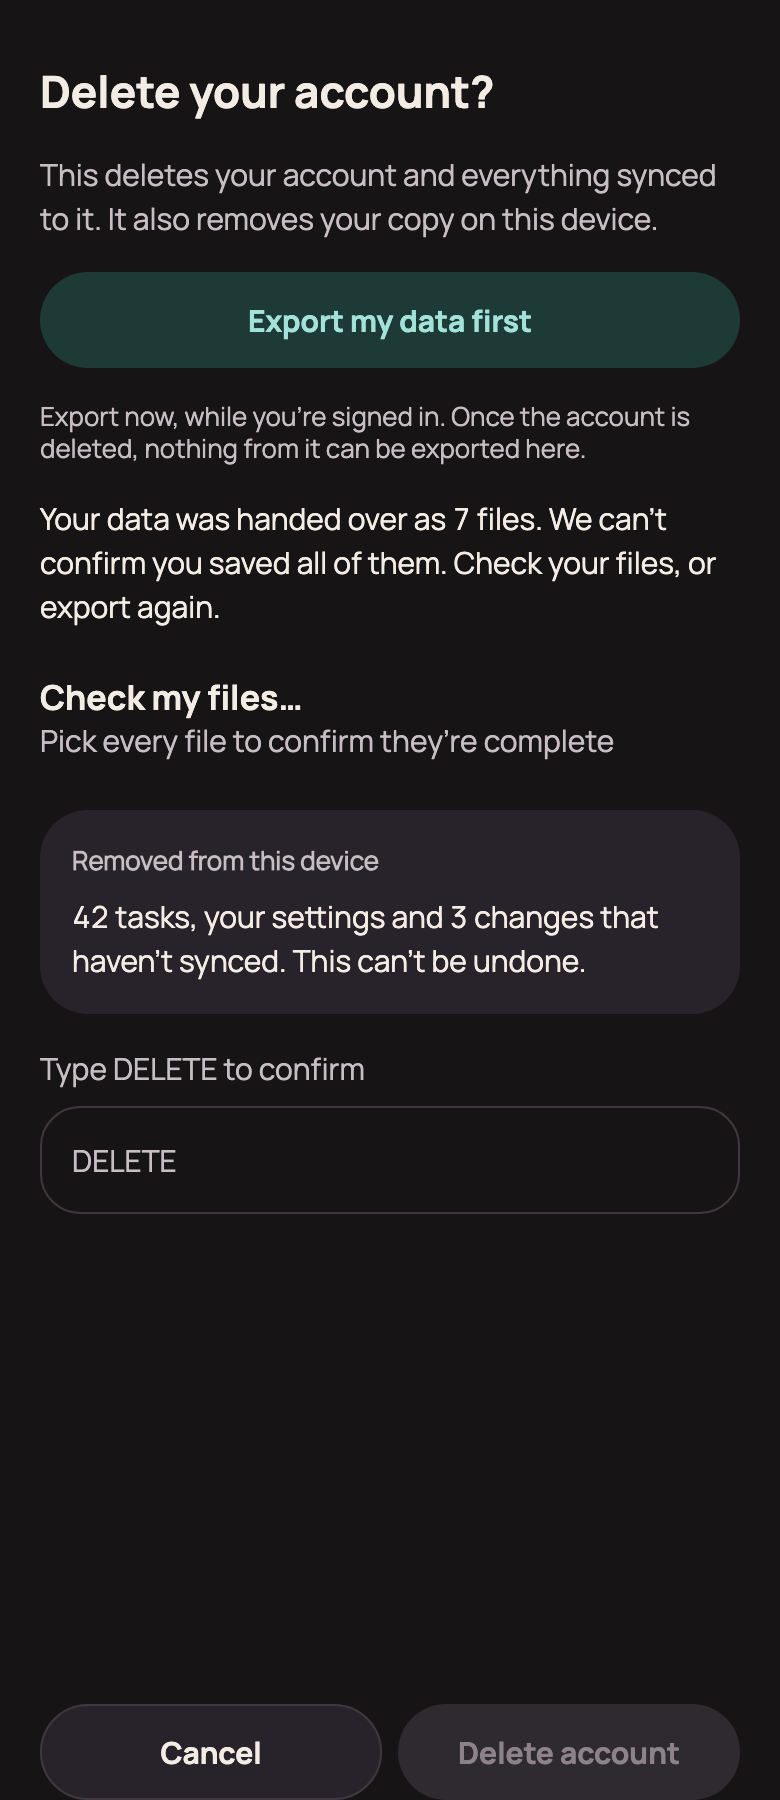 Delete your account?
This deletes your account and everything synced
to it. It also removes your copy on this device.
Export my data first
Export now, while you’re signed in. Once the account is
deleted, nothing from it can be exported here.
Your data was handed over as 7 files. We can’t
confirm you saved all of them. Check your files, or
export again.
Check my files…
Pick every file to confirm they’re complete
Removed from this device
42 tasks, your settings and 3 changes that
haven’t synced. This can’t be undone.
Type DELETE to confirm
DELETE
Cancel
Delete account